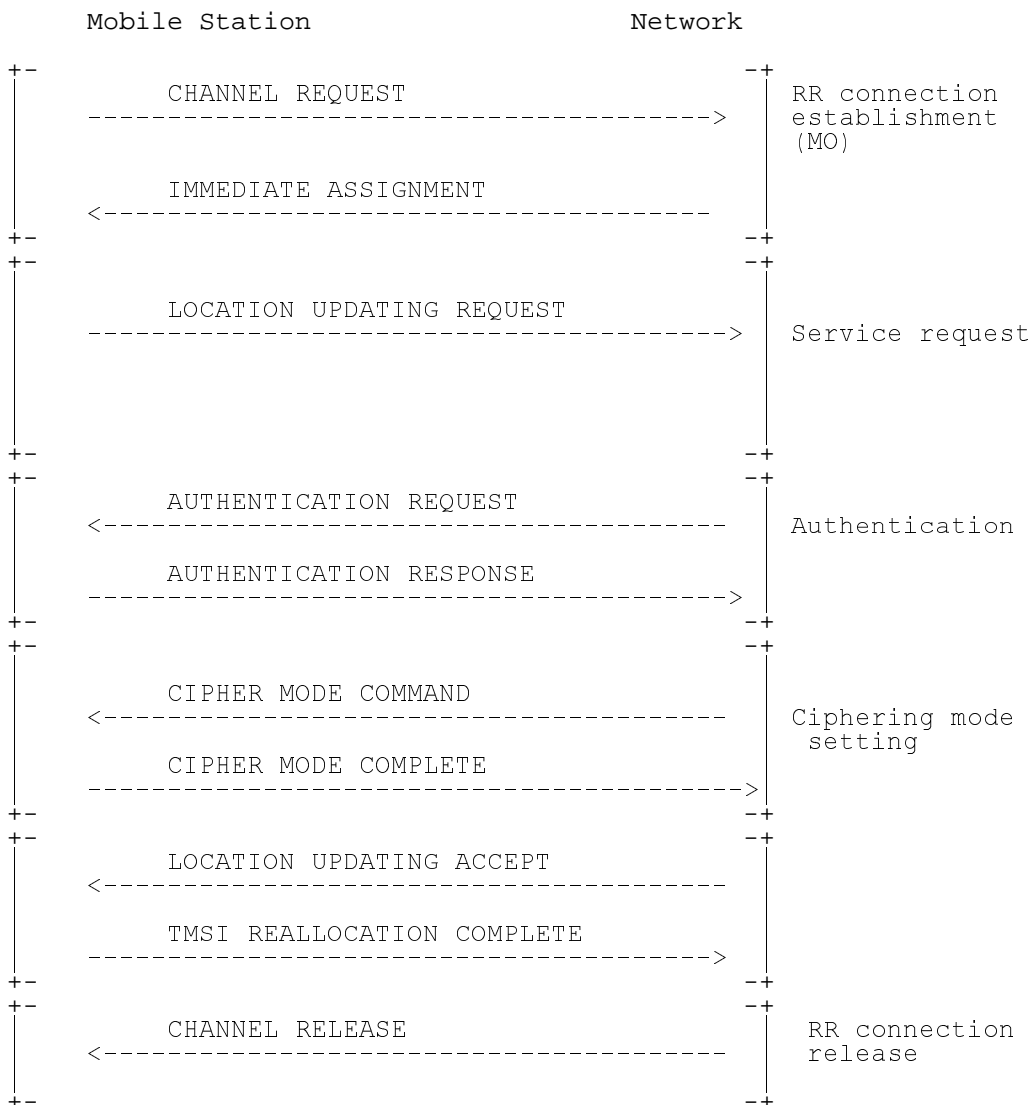 Mobile Station Network
CHANNEL REQUEST RR connection
establishment
(MO)
IMMEDIATE ASSIGNMENT
LOCATION UPDATING REQUEST
Service request
AUTHENTICATION REQUEST
Authentication
AUTHENTICATION RESPONSE
CIPHER MODE COMMAND
Ciphering mode
setting
CIPHER MODE COMPLETE
LOCATION UPDATING ACCEPT
TMSI REALLOCATION COMPLETE
CHANNEL RELEASE RR connection
release